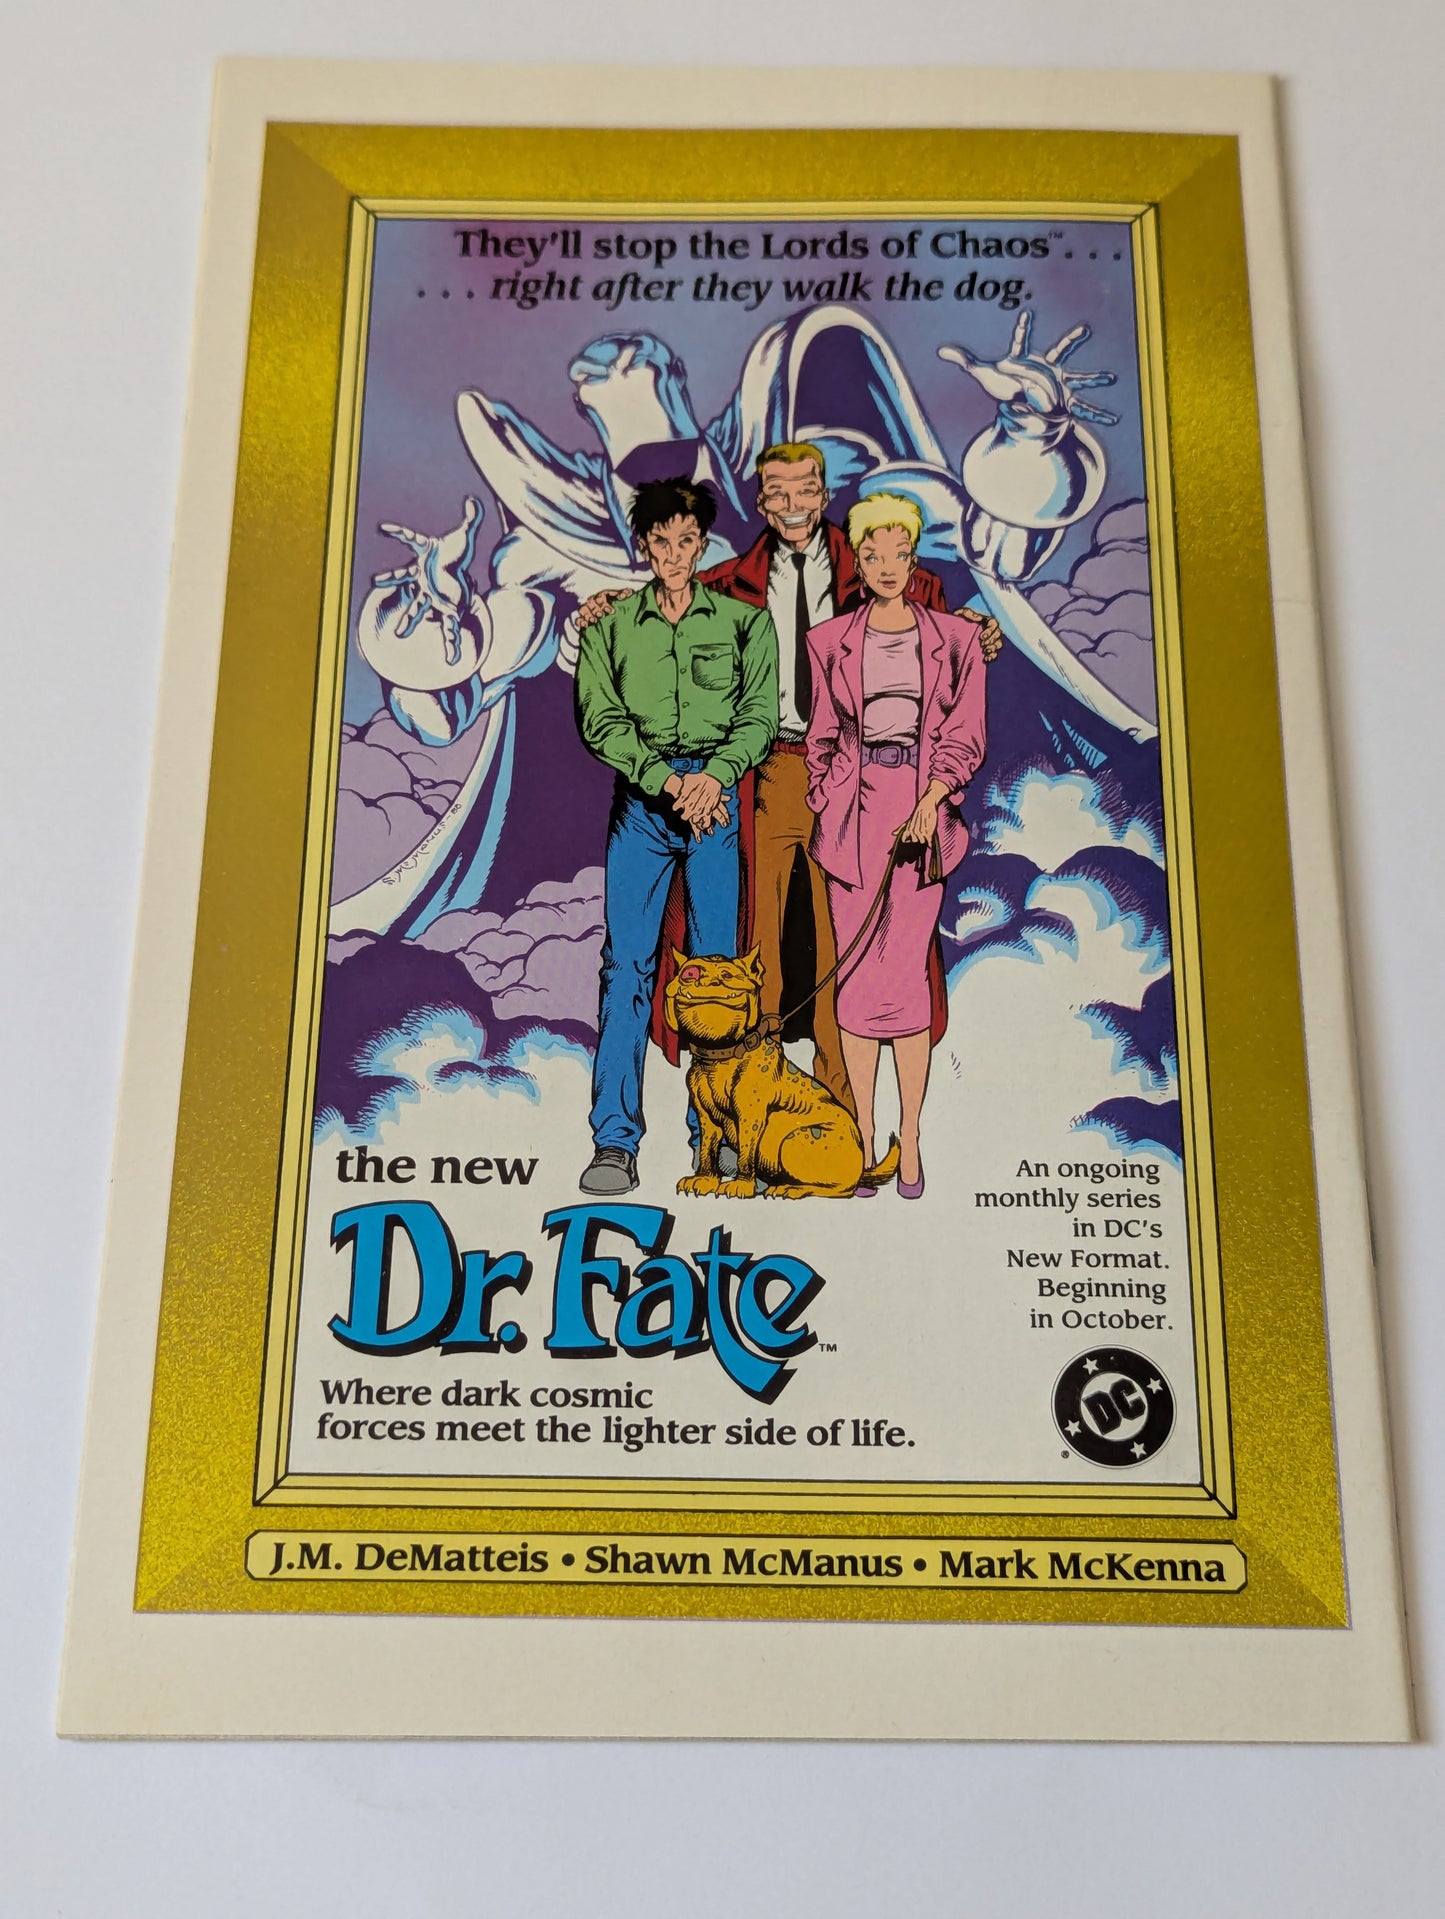 They'll stop the Lords of Chaos™ . . .
. . . right after they walk the dog.
S. McManus-88
the new
Dr. Fate™
Where dark cosmic
forces meet the lighter side of life.
An ongoing
monthly series
in DC's
New Format.
Beginning
in October.
DC
®
J.M. DeMatteis • Shawn McManus • Mark McKenna